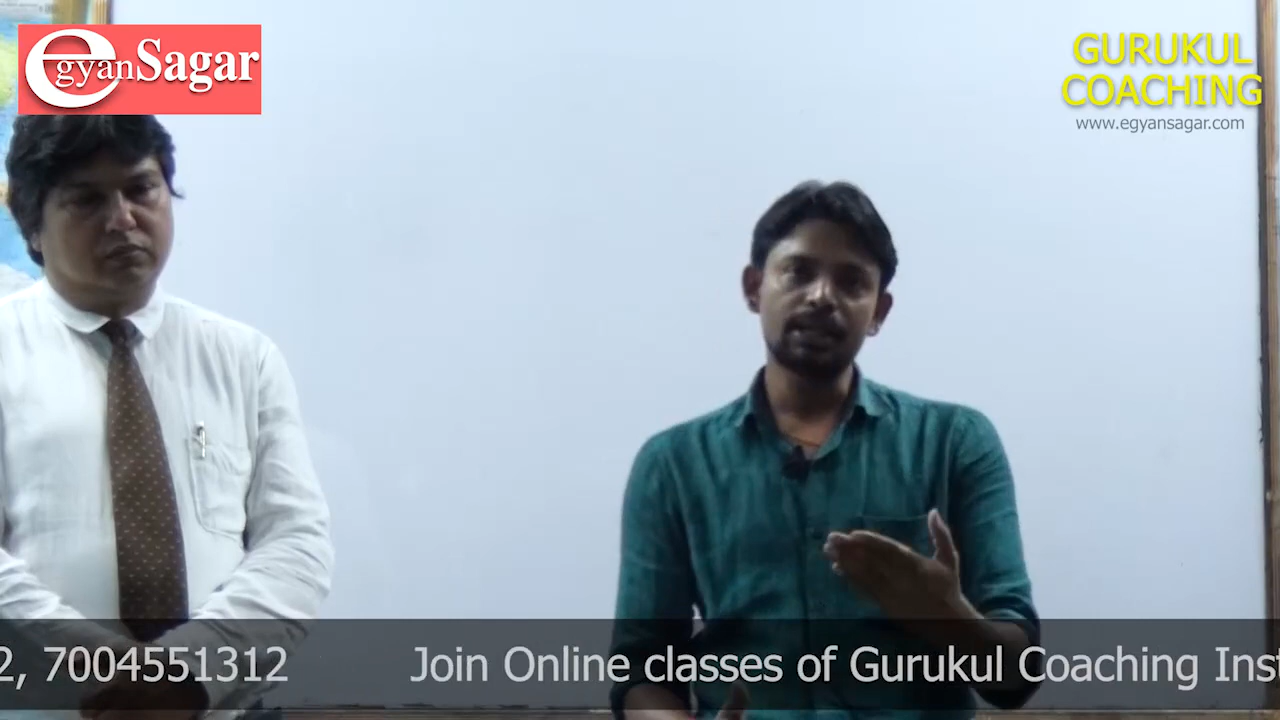 egyanSagar
GURUKUL
COACHING
www.egyansagar.com
2, 7004551312 Join Online classes of Gurukul Coaching Inst